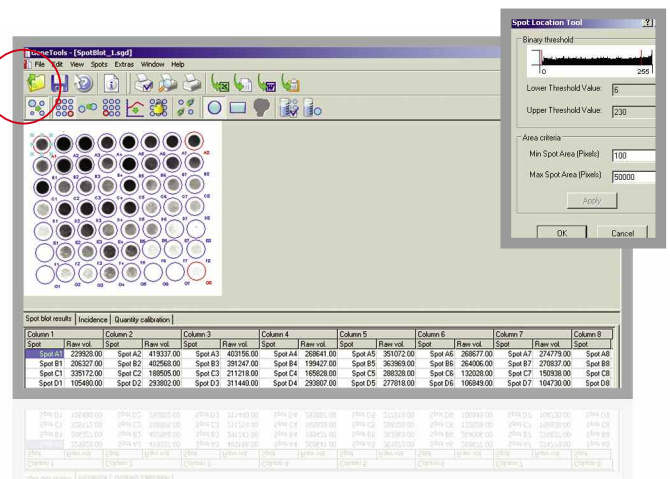 GeneTools - [SpotBlot_1.sgd]
File Edit View Spots Extras Window Help
Spot Location Tool
Binary threshold
0 255
Lower Threshold Value: 6
Upper Threshold Value: 230
Area criteria
Min Spot Area (Pixels) 100
Max Spot Area (Pixels) 50000
Apply
OK Cancel
Spot blot results Incidence Quantity calibration
Column 1 Column 2 Column 3 Column 4 Column 5 Column 6 Column 7 Column 8
Spot Raw vol. Spot Raw vol. Spot Raw vol. Spot Raw vol. Spot Raw vol. Spot Raw vol. Spot Raw vol. Spot
Spot A1 229928.00 Spot A2 419337.00 Spot A3 403156.00 Spot A4 268641.00 Spot A5 351072.00 Spot A6 268677.00 Spot A7 274779.00 Spot A8
Spot B1 206327.00 Spot B2 402568.00 Spot B3 391247.00 Spot B4 199427.00 Spot B5 363969.00 Spot B6 264006.00 Spot B7 270837.00 Spot B8
Spot C1 335172.00 Spot C2 188505.00 Spot C3 211218.00 Spot C4 165928.00 Spot C5 288328.00 Spot C6 132028.00 Spot C7 150938.00 Spot C8
Spot D1 105480.00 Spot D2 293802.00 Spot D3 311440.00 Spot D4 293807.00 Spot D5 277818.00 Spot D6 106849.00 Spot D7 104730.00 Spot D8